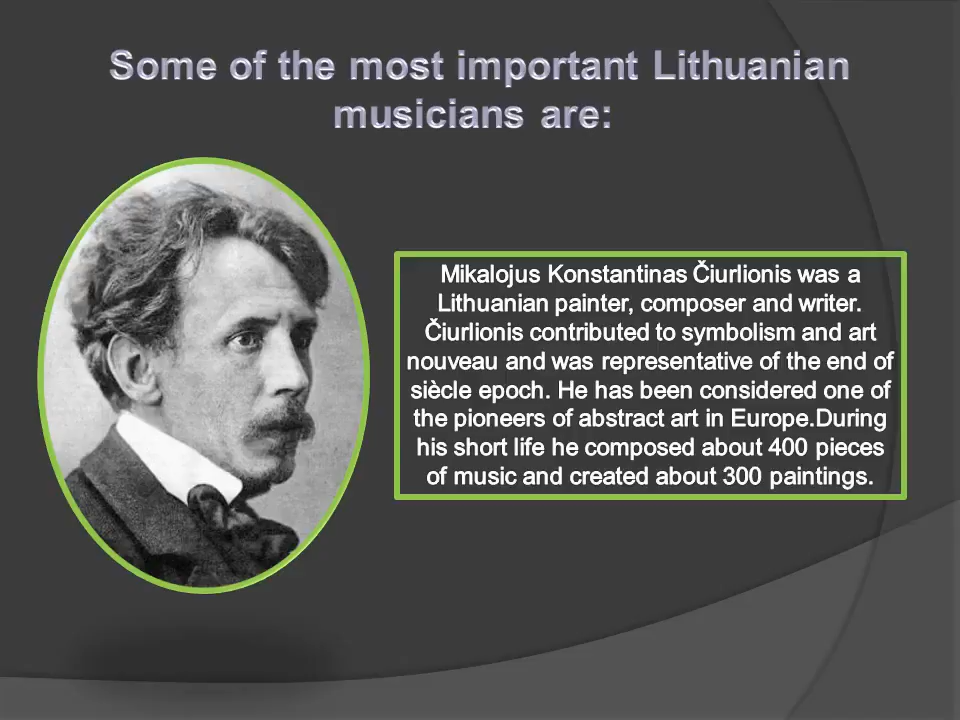 Some of the most important Lithuanian
musicians are:
Mikalojus Konstantinas Čiurlionis was a
Lithuanian painter, composer and writer.
Čiurlionis contributed to symbolism and art
nouveau and was representative of the end of
siècle epoch. He has been considered one of
the pioneers of abstract art in Europe.During
his short life he composed about 400 pieces
of music and created about 300 paintings.